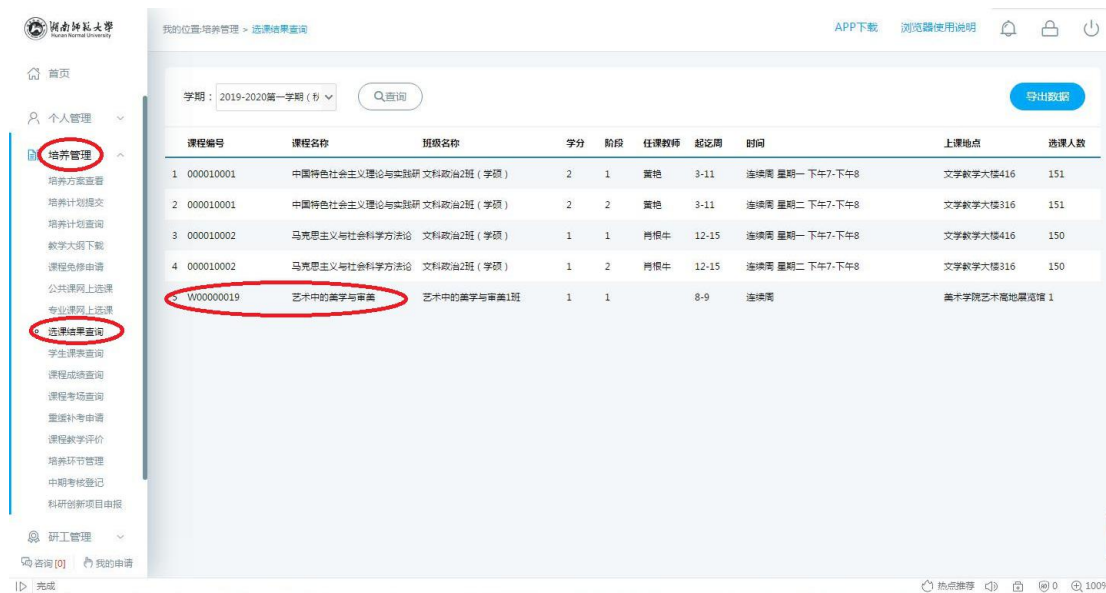 湖南师范大学
Hunan Normal University
我的位置:培养管理 > 选课结果查询
APP下载 浏览器使用说明
首页
个人管理
培养管理
培养方案查看
培养计划提交
培养计划查询
教学大纲下载
课程免修申请
公共课网上选课
专业课网上选课
选课结果查询
学生课表查询
课程成绩查询
课程考场查询
重缓补考申请
课程教学评价
培养环节管理
中期考核登记
科研创新项目申报
研工管理
咨询[0] 我的申请
学期： 2019-2020第一学期 ( 秋
查询
导出数据
课程编号 课程名称 班级名称 学分 阶段 任课教师 起讫周 时间 上课地点 选课人数
1 000010001 中国特色社会主义理论与实践研 文科政治2班 ( 学硕 ) 2 1 黄艳 3-11 连续周 星期一 下午7-下午8 文学教学大楼416 151
2 000010001 中国特色社会主义理论与实践研 文科政治2班 ( 学硕 ) 2 2 黄艳 3-11 连续周 星期二 下午7-下午8 文学教学大楼316 151
3 000010002 马克思主义与社会科学方法论 文科政治2班 ( 学硕 ) 1 1 肖根牛 12-15 连续周 星期一 下午7-下午8 文学教学大楼416 150
4 000010002 马克思主义与社会科学方法论 文科政治2班 ( 学硕 ) 1 2 肖根牛 12-15 连续周 星期二 下午7-下午8 文学教学大楼316 150
5 W00000019 艺术中的美学与审美 艺术中的美学与审美1班 1 1 8-9 连续周 美术学院艺术高地展览馆 1
完成
热点推荐 0 100%